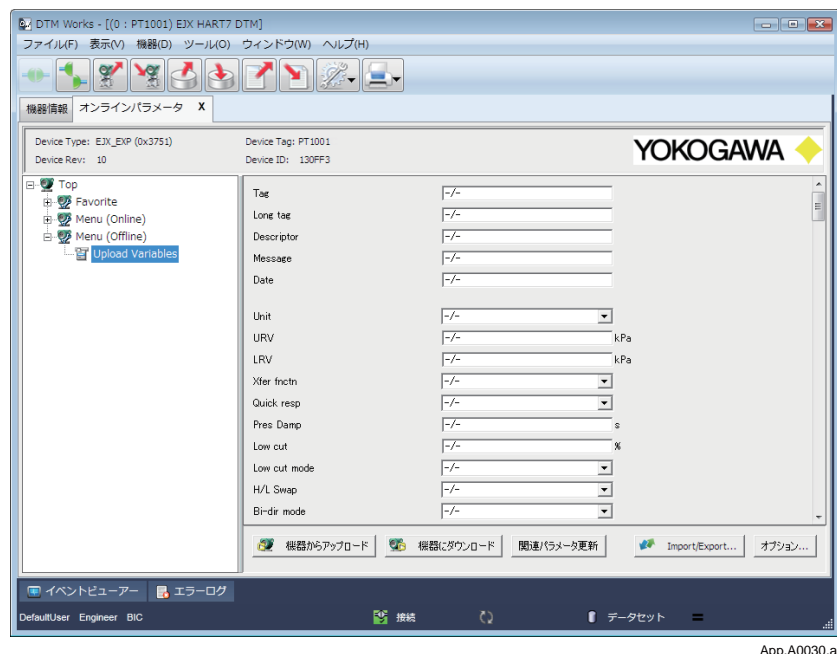 DTM Works - [(0 : PT1001) EJX HART7 DTM]
ファイル(F) 表示(V) 機器(D) ツール(O) ウィンドウ(W) ヘルプ(H)
機器情報 オンラインパラメータ X
Device Type: EJX_EXP (0x3751) Device Tag: PT1001
Device Rev: 10 Device ID: 130FF3
YOKOGAWA
Top
Favorite
Menu (Online)
Menu (Offline)
Upload Variables
Tag -/-
Long tag -/-
Descriptor -/-
Message -/-
Date -/-
Unit -/-
URV -/- kPa
LRV -/- kPa
Xfer fnctn -/-
Quick resp -/-
Pres Damp -/- s
Low cut -/- %
Low cut mode -/-
H/L Swap -/-
Bi-dir mode -/-
機器からアップロード 機器にダウンロード 関連パラメータ更新 Import/Export... オプション...
イベントビューアー エラーログ
DefaultUser Engineer BIC 接続 データセット
App.A0030.a